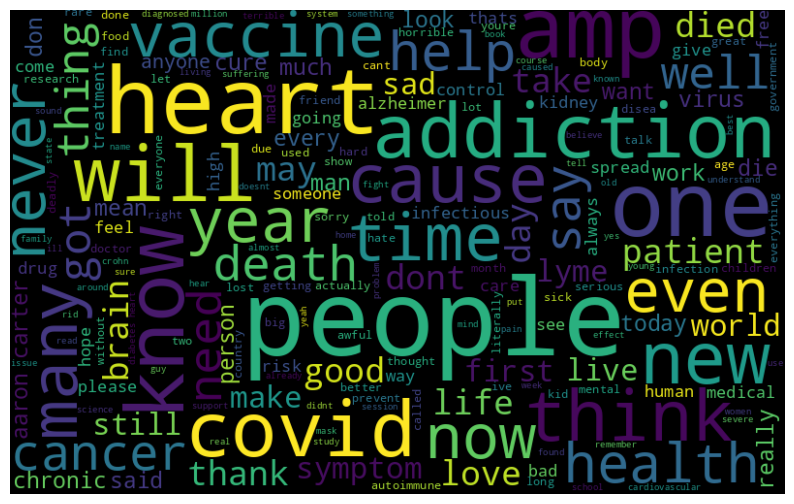 rare
done
diagnosed
million
system
something
horrible
youre
book
great
food
don
vaccine
help
amp
look
thats
died
come
find
anyone
cure
much
cant
body
give
well
free
research
let
living
suffering
sad
take
want
government
thing
treatment
heart
made
friend
control
lot
alzheimer
kidney
disea
virus
course
caused
known
sound
never
state
name
going
addiction
everyone
due
used
every
believe
talk
best
high
may
show
hard
spread
work
age
die
doesnt
someone
man
cause
tell
will
fight
old
understand
deadly
many
got
mean
right
year
sorry
told
infectious
say
always
one
everything
family
ill
feel
doctor
hate
time
day
yes
patient
crohn
almost
home
death
dont
lyme
young
infection
children
drug
know
lost
actually
problem
month
care
sure
hear
getting
people
sick
serious
even
around
need
big
awful
put
see
pain
effect
rid
hope
without
brain
person
two
country
yeah
mind
literally
today
world
issue
read
guy
risk
thought
good
way
first
live
new
use
please
already
aaron carter
science
support
make
better
prevent
ive
week
kid
mental
human
medical
still
didnt
session
called
life
think
women
severe
real
mask
study
covid
now
found
remember
really
cancer
thank
symptom
love
bad
long
health
chronic
said
autoimmune
school
cardiovascular